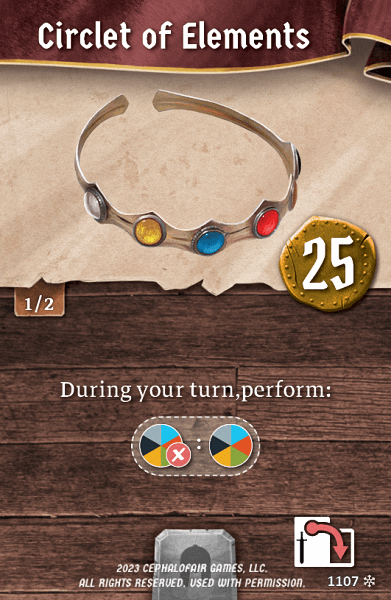 Circlet of Elements
25
1/2
During your turn,perform:
:
2023 CEPHALOFAIR GAMES, LLC.
ALL RIGHTS RESERVED. USED WITH PERMISSION.
1107